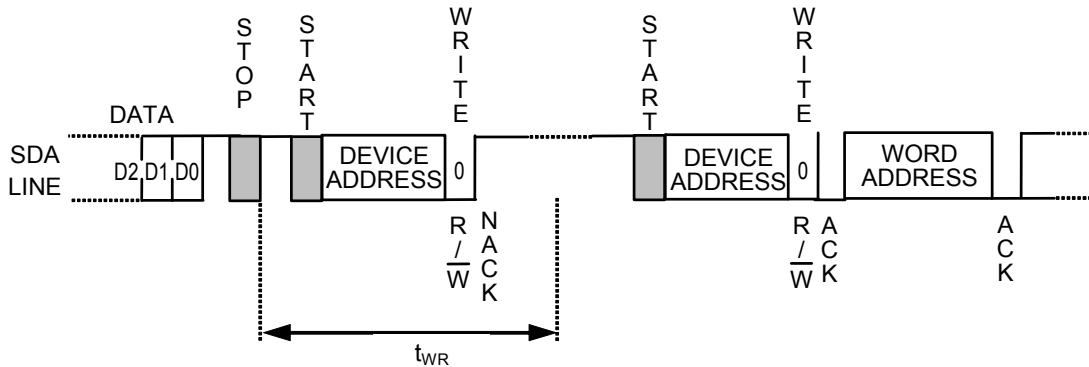 STOP
START
WRITE
START
WRITE
DATA
SDA
LINE
D2 D1 D0
DEVICE
ADDRESS
0
DEVICE
ADDRESS
0
WORD
ADDRESS
R
/
W
NACK
R
/
W
ACK
ACK
tWR